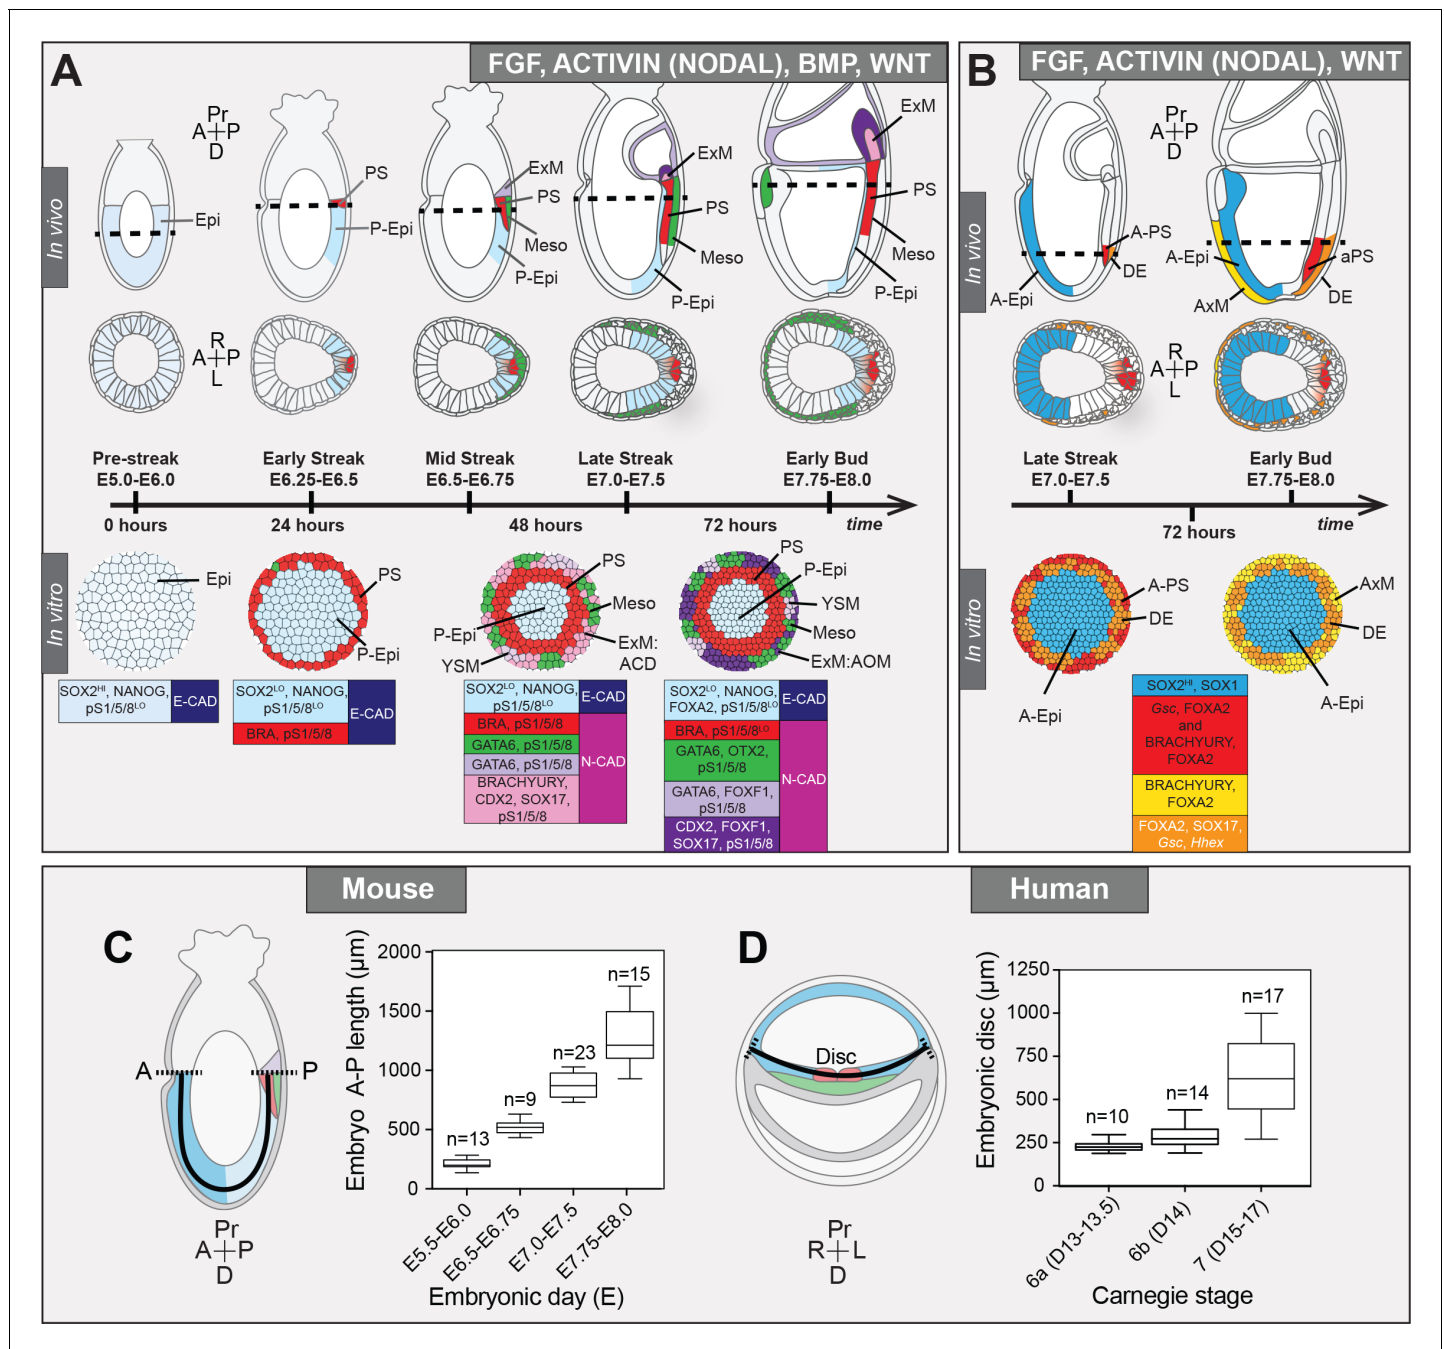 A
FGF, ACTIVIN (NODAL), BMP, WNT
In vivo
Pr
A P
D
Epi
PS
P-Epi
ExM
PS
Meso
P-Epi
ExM
PS
Meso
P-Epi
ExM
PS
Meso
P-Epi
R
A P
L
Pre-streak
E5.0-E6.0
Early Streak
E6.25-E6.5
Mid Streak
E6.5-E6.75
Late Streak
E7.0-E7.5
Early Bud
E7.75-E8.0
0 hours
24 hours
48 hours
72 hours
time
In vitro
Epi
PS
P-Epi
PS
Meso
P-Epi
ExM:
ACD
YSM
PS
P-Epi
YSM
Meso
ExM:AOM
SOX2HI, NANOG,
pS1/5/8LO
E-CAD
SOX2LO, NANOG,
pS1/5/8LO
E-CAD
BRA, pS1/5/8
SOX2LO, NANOG,
pS1/5/8LO
E-CAD
BRA, pS1/5/8
GATA6, pS1/5/8
GATA6, pS1/5/8
N-CAD
BRACHYURY,
CDX2, SOX17,
pS1/5/8
SOX2LO, NANOG,
FOXA2, pS1/5/8LO
E-CAD
BRA, pS1/5/8LO
GATA6, OTX2,
pS1/5/8
N-CAD
GATA6, FOXF1,
pS1/5/8
CDX2, FOXF1,
SOX17, pS1/5/8
B
FGF, ACTIVIN (NODAL), WNT
In vivo
Pr
A P
D
A-PS
DE
A-Epi
A-Epi
aPS
AxM
DE
R
A P
L
Late Streak
E7.0-E7.5
Early Bud
E7.75-E8.0
72 hours
time
In vitro
A-PS
DE
A-Epi
AxM
DE
A-Epi
SOX2HI, SOX1
Gsc, FOXA2
and
BRACHYURY,
FOXA2
BRACHYURY,
FOXA2
FOXA2, SOX17,
Gsc, Hhex
Mouse
C
A
P
Pr
A P
D
Embryo A-P length (μm)
2000
1500
1000
500
0
n=13
n=9
n=23
n=15
E5.5-E6.0
E6.5-E6.75
E7.0-E7.5
E7.75-E8.0
Embryonic day (E)
Human
D
Disc
Pr
R L
D
Embryonic disc (μm)
1250
1000
750
500
250
0
n=10
n=14
n=17
6a (D13-13.5)
6b (D14)
7 (D15-17)
Carnegie stage